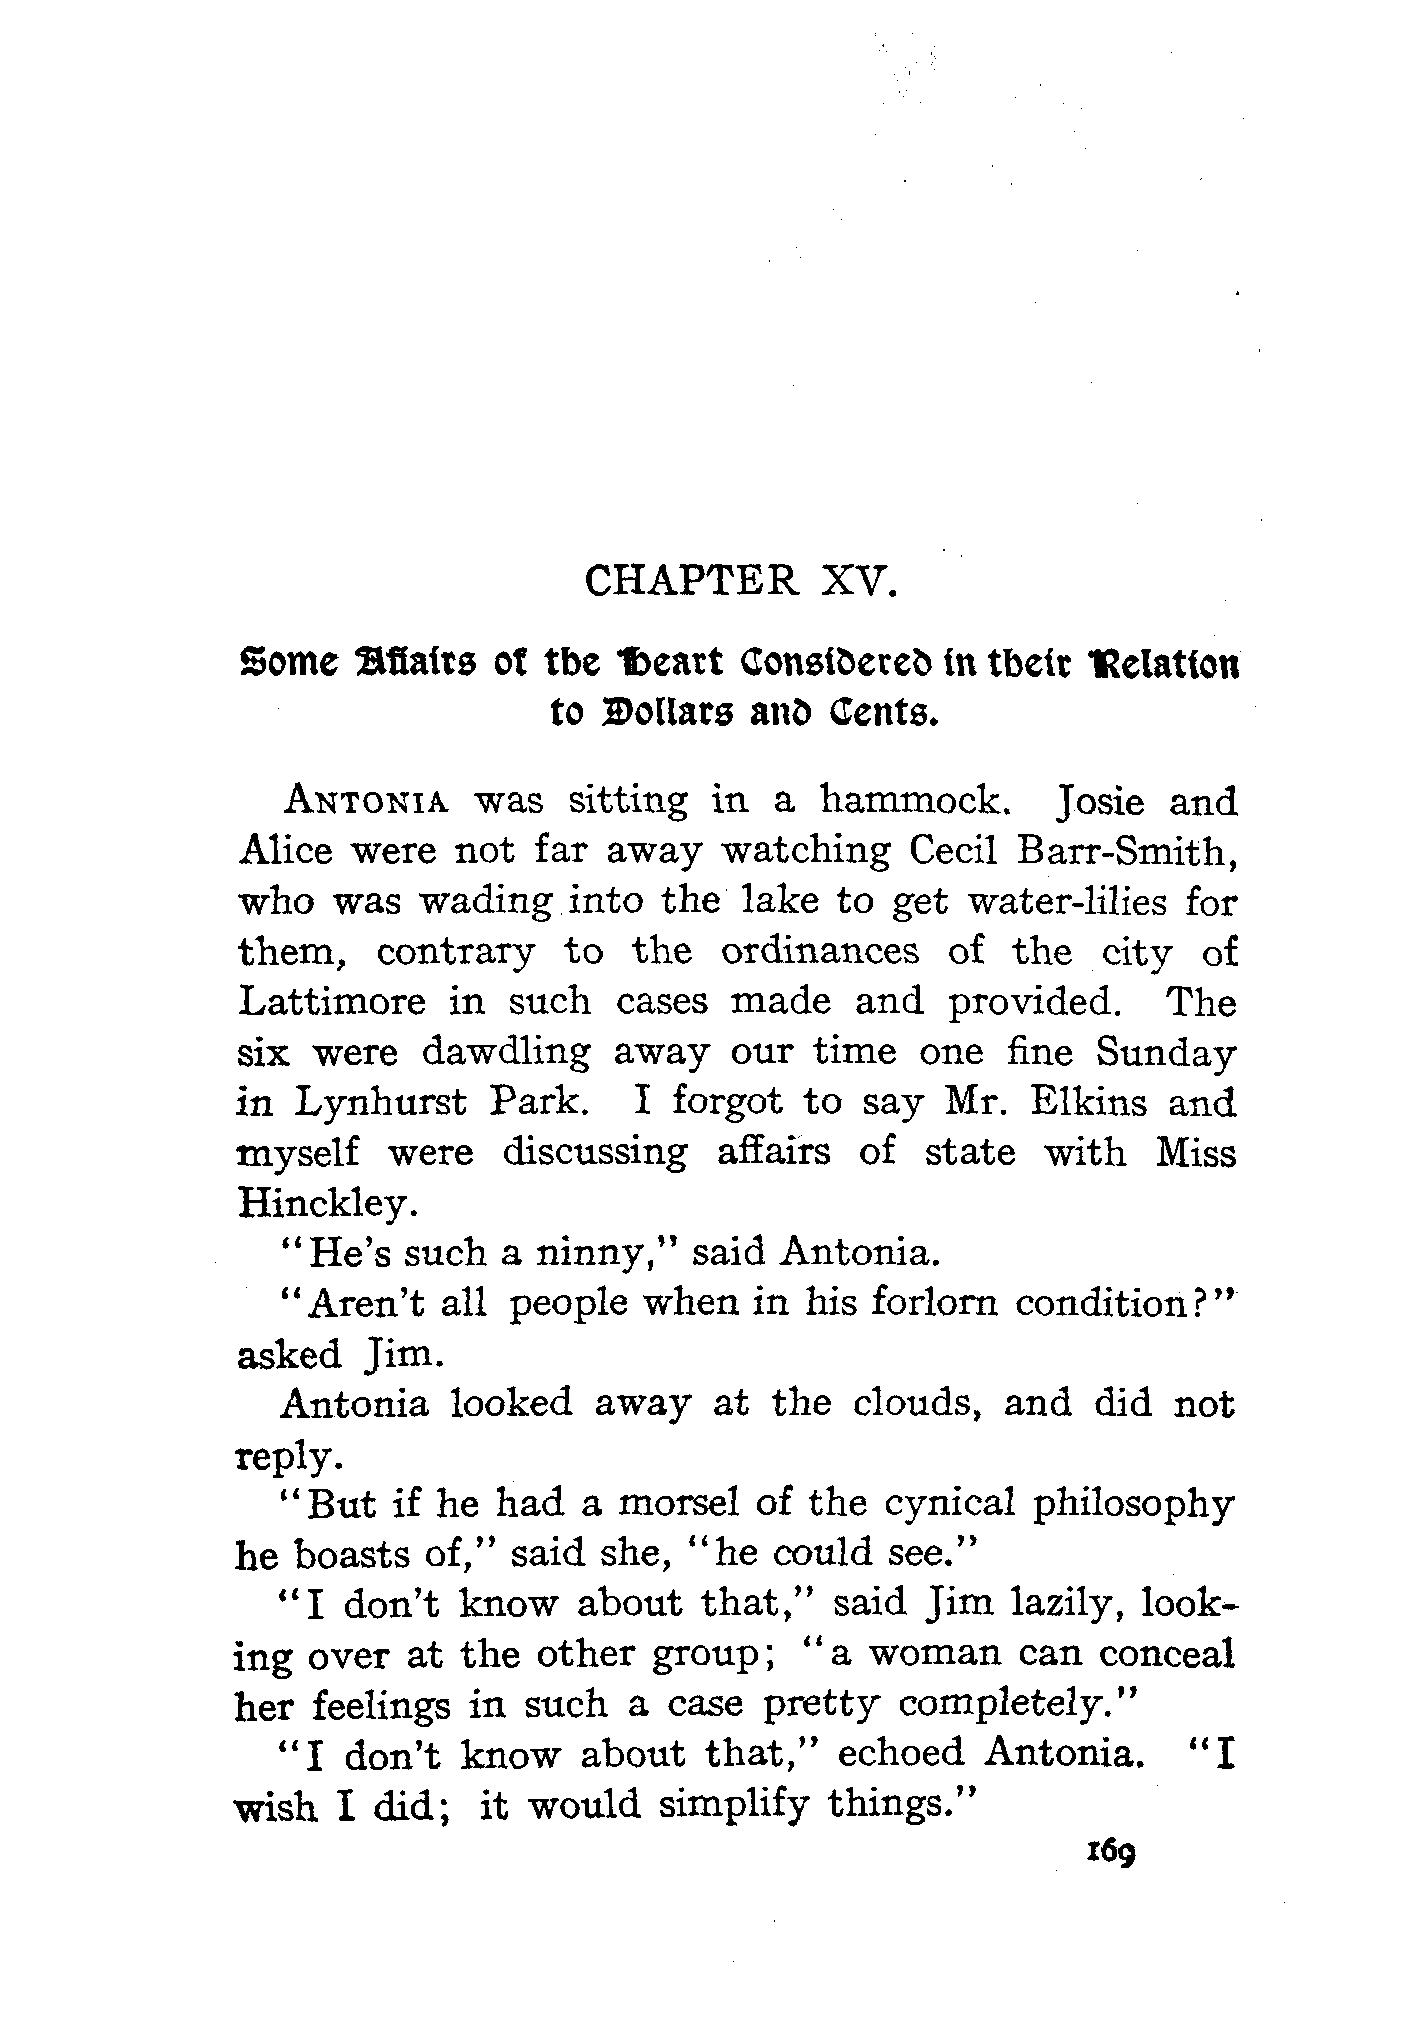 CHAPTER XV.
Some Affairs of the Heart Considered in their Relation
to Dollars and Cents.
ANTONIA was sitting in a hammock. Josie and
Alice were not far away watching Cecil Barr-Smith,
who was wading into the lake to get water-lilies for
them, contrary to the ordinances of the city of
Lattimore in such cases made and provided. The
six were dawdling away our time one fine Sunday
in Lynhurst Park. I forgot to say Mr. Elkins and
myself were discussing affairs of state with Miss
Hinckley.
"He's such a ninny," said Antonia.
"Aren't all people when in his forlorn condition?"
asked Jim.
Antonia looked away at the clouds, and did not
reply.
"But if he had a morsel of the cynical philosophy
he boasts of," said she, "he could see."
"I don't know about that," said Jim lazily, look-
ing over at the other group; "a woman can conceal
her feelings in such a case pretty completely."
"I don't know about that," echoed Antonia. "I
wish I did; it would simplify things."
169